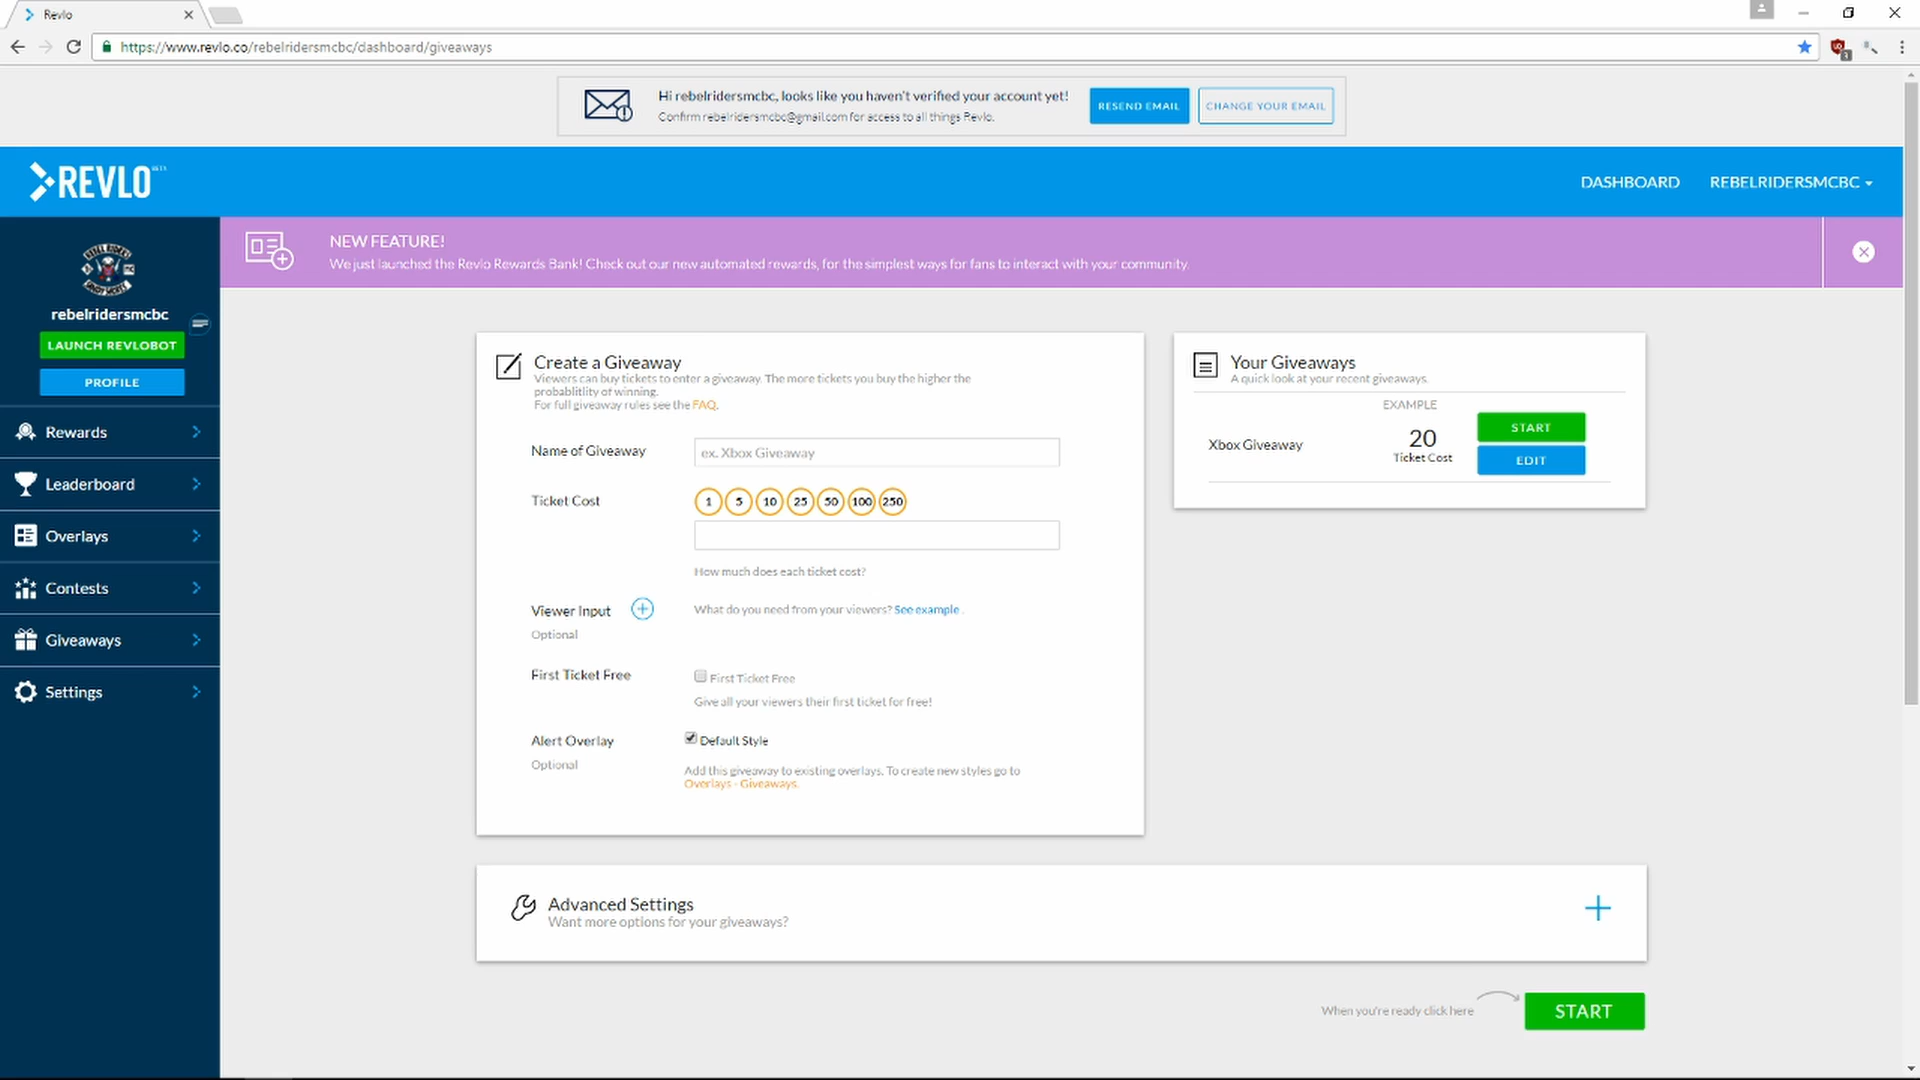 Revlo
https://www.revlo.co/rebelridersmcbc/dashboard/giveaways
Hi rebelridersmcbc, looks like you haven't verified your account yet!
Confirm rebelridersmcbc@gmail.com for access to all things Revlo.
RESEND EMAIL
CHANGE YOUR EMAIL
REVLO BETA
DASHBOARD
REBELRIDERSMCBC
NEW FEATURE!
We just launched the Revlo Rewards Bank! Check out our new automated rewards, for the simplest ways for fans to interact with your community.
rebelridersmcbc
LAUNCH REVLOBOT
PROFILE
Rewards
Leaderboard
Overlays
Contests
Giveaways
Settings
Create a Giveaway
Viewers can buy tickets to enter a giveaway. The more tickets you buy the higher the
probablitlity of winning.
For full giveaway rules see the FAQ.
Name of Giveaway
ex. Xbox Giveaway
Ticket Cost
1 5 10 25 50 100 250
How much does each ticket cost?
Viewer Input
Optional
What do you need from your viewers? See example .
First Ticket Free
First Ticket Free
Give all your viewers their first ticket for free!
Alert Overlay
Optional
Default Style
Add this giveaway to existing overlays. To create new styles go to
Overlays - Giveaways.
Your Giveaways
A quick look at your recent giveaways.
EXAMPLE
Xbox Giveaway
20
Ticket Cost
START
EDIT
Advanced Settings
Want more options for your giveaways?
When you're ready click here
START